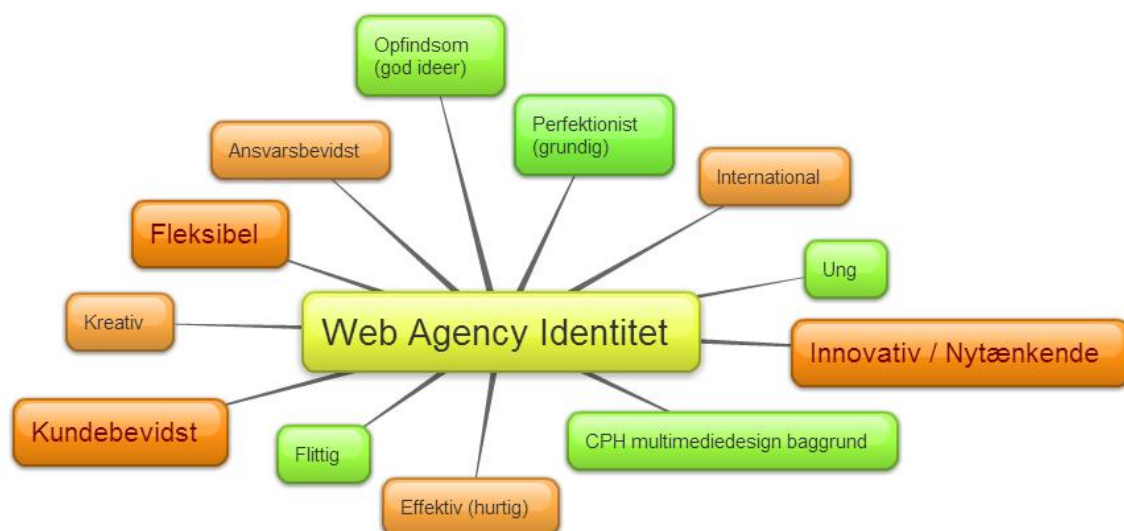 Opfindsom
(god ideer)
Perfektionist
(grundig)
Ansvarsbevidst
International
Fleksibel
Ung
Kreativ
Web Agency Identitet
Innovativ / Nytænkende
Kundebevidst
Flittig
CPH multimediedesign baggrund
Effektiv (hurtig)